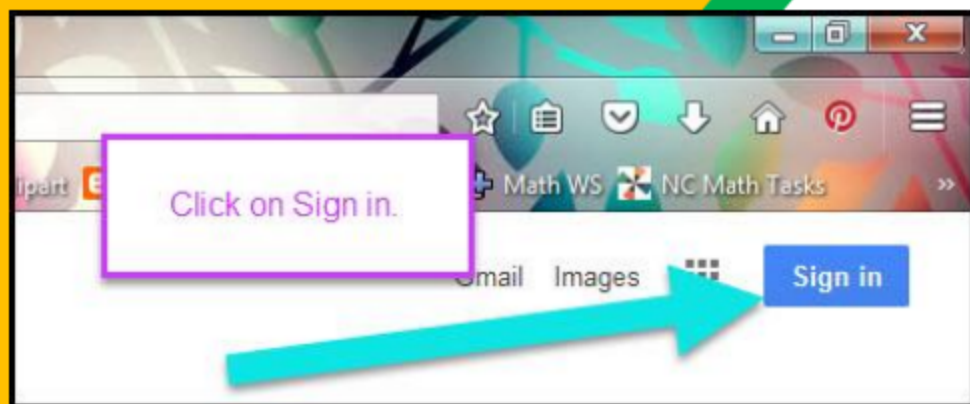 ipart Math WS NC Math Tasks »
Click on Sign in.
Gmail Images Sign in